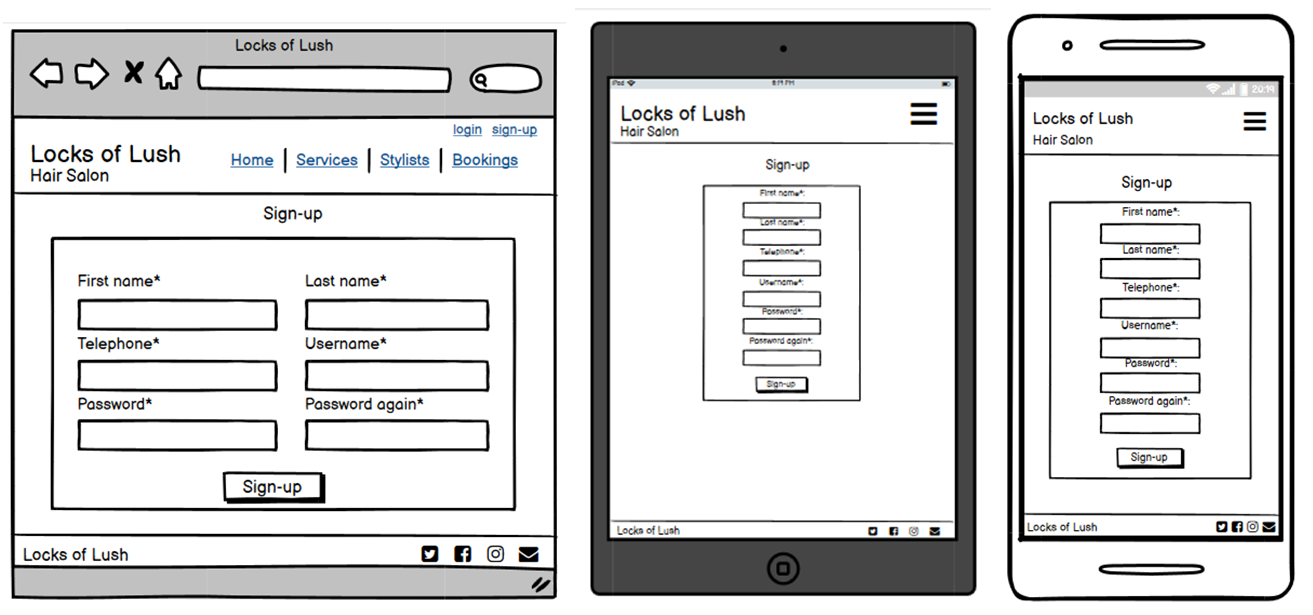 Locks of Lush
login sign-up
Locks of Lush
Hair Salon
Home Services Stylists Bookings
Sign-up
First name* Last name*
Telephone* Username*
Password* Password again*
Sign-up
Locks of Lush
iPad 8:19 PM
Locks of Lush
Hair Salon
Sign-up
First name*:
Last name*:
Telephone*:
Username*:
Password*:
Password again*:
Sign-up
Locks of Lush
20:19
Locks of Lush
Hair Salon
Sign-up
First name*:
Last name*:
Telephone*:
Username*:
Password*:
Password again*:
Sign-up
Locks of Lush